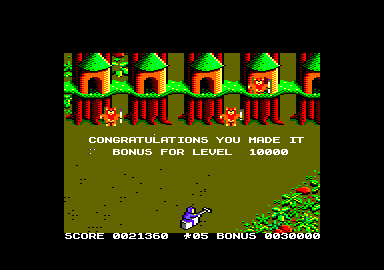 CONGRATULATIONS YOU MADE IT
BONUS FOR LEVEL 10000
SCORE 0021360 *05 BONUS 0030000